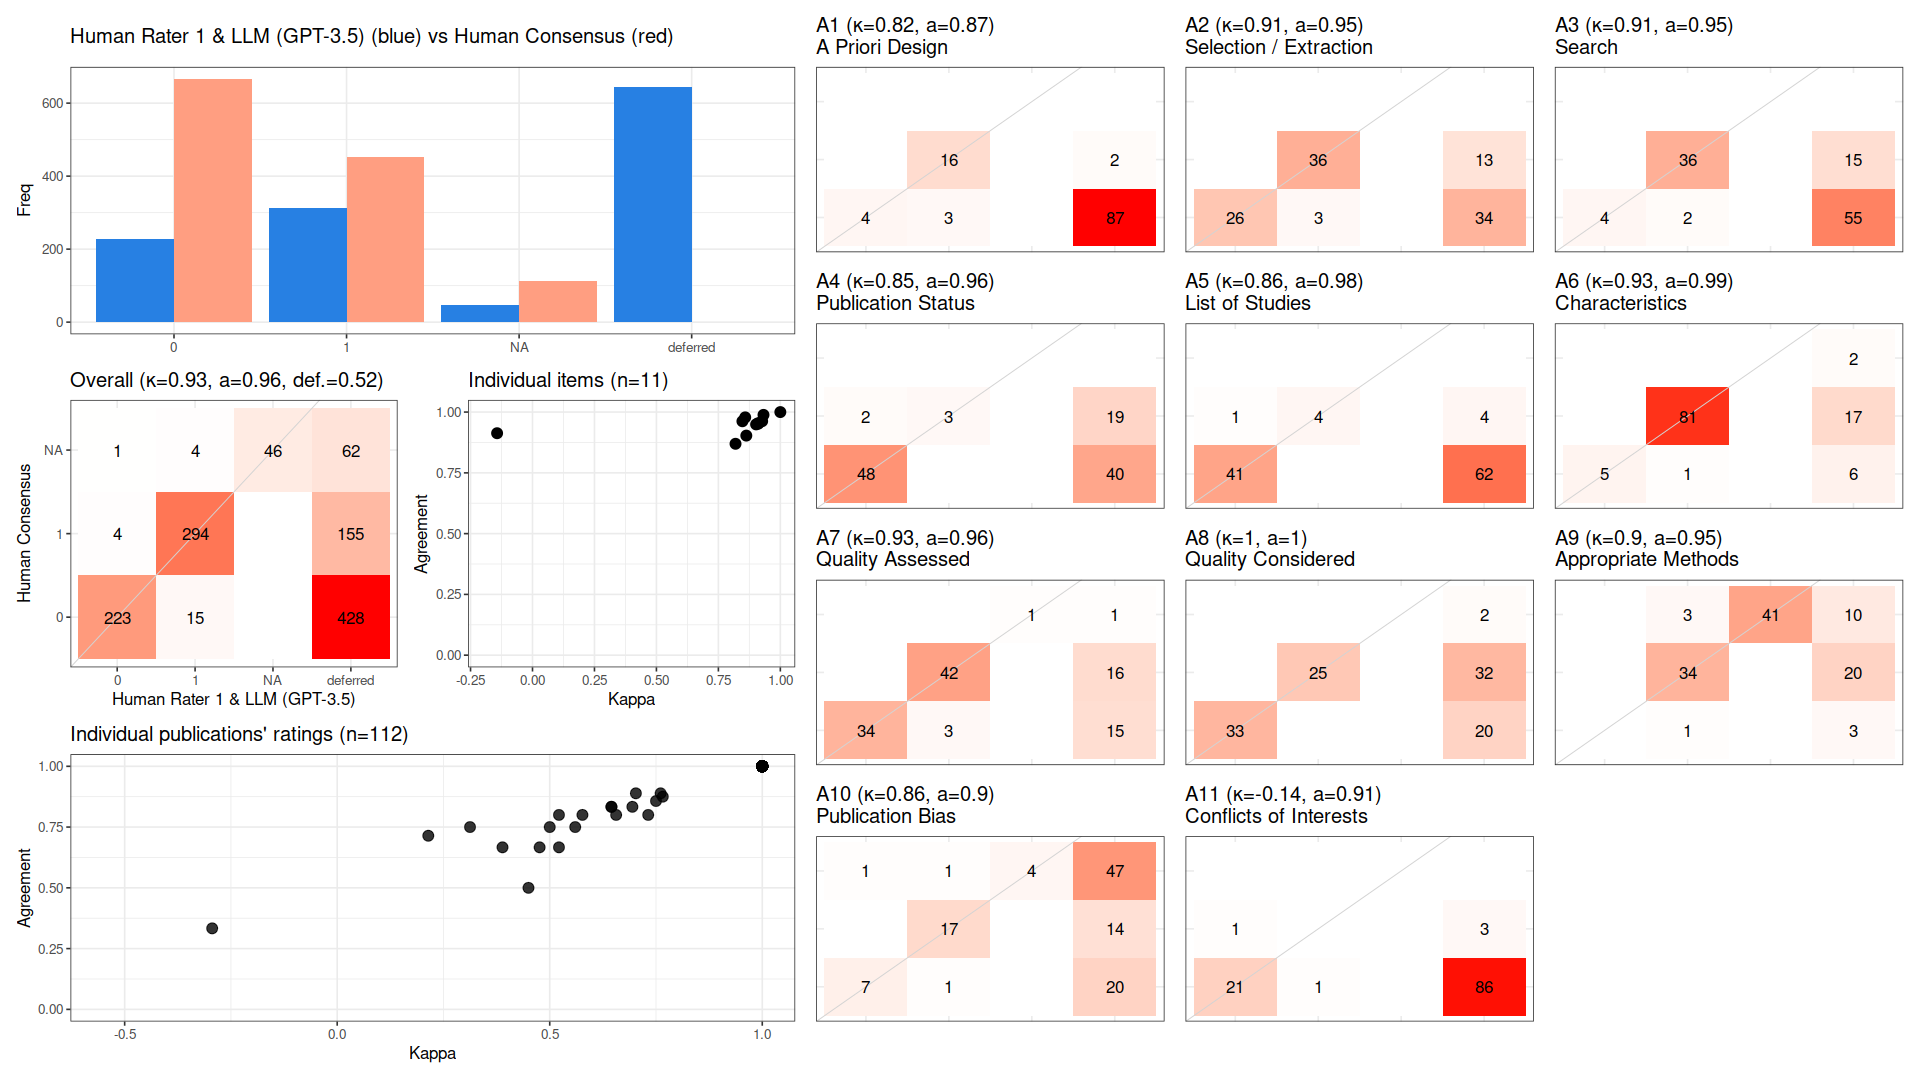 Human Rater 1 & LLM (GPT-3.5) (blue) vs Human Consensus (red)
Freq
600
400
200
0
0 1 NA deferred
Overall (κ=0.93, a=0.96, def.=0.52)
Human Consensus
NA 1 4 46 62
1 4 294 155
0 223 15 428
0 1 NA deferred
Human Rater 1 & LLM (GPT-3.5)
Individual items (n=11)
Agreement
1.00
0.75
0.50
0.25
0.00
-0.25 0.00 0.25 0.50 0.75 1.00
Kappa
Individual publications' ratings (n=112)
Agreement
1.00
0.75
0.50
0.25
0.00
-0.5 0.0 0.5 1.0
Kappa
A1 (κ=0.82, a=0.87)
A Priori Design
16 2
4 3 87
A2 (κ=0.91, a=0.95)
Selection / Extraction
36 13
26 3 34
A3 (κ=0.91, a=0.95)
Search
36 15
4 2 55
A4 (κ=0.85, a=0.96)
Publication Status
2 3 19
48 40
A5 (κ=0.86, a=0.98)
List of Studies
1 4 4
41 62
A6 (κ=0.93, a=0.99)
Characteristics
2
81 17
5 1 6
A7 (κ=0.93, a=0.96)
Quality Assessed
1 1
42 16
34 3 15
A8 (κ=1, a=1)
Quality Considered
2
25 32
33 20
A9 (κ=0.9, a=0.95)
Appropriate Methods
3 41 10
34 20
1 3
A10 (κ=0.86, a=0.9)
Publication Bias
1 1 4 47
17 14
7 1 20
A11 (κ=-0.14, a=0.91)
Conflicts of Interests
1 3
21 1 86